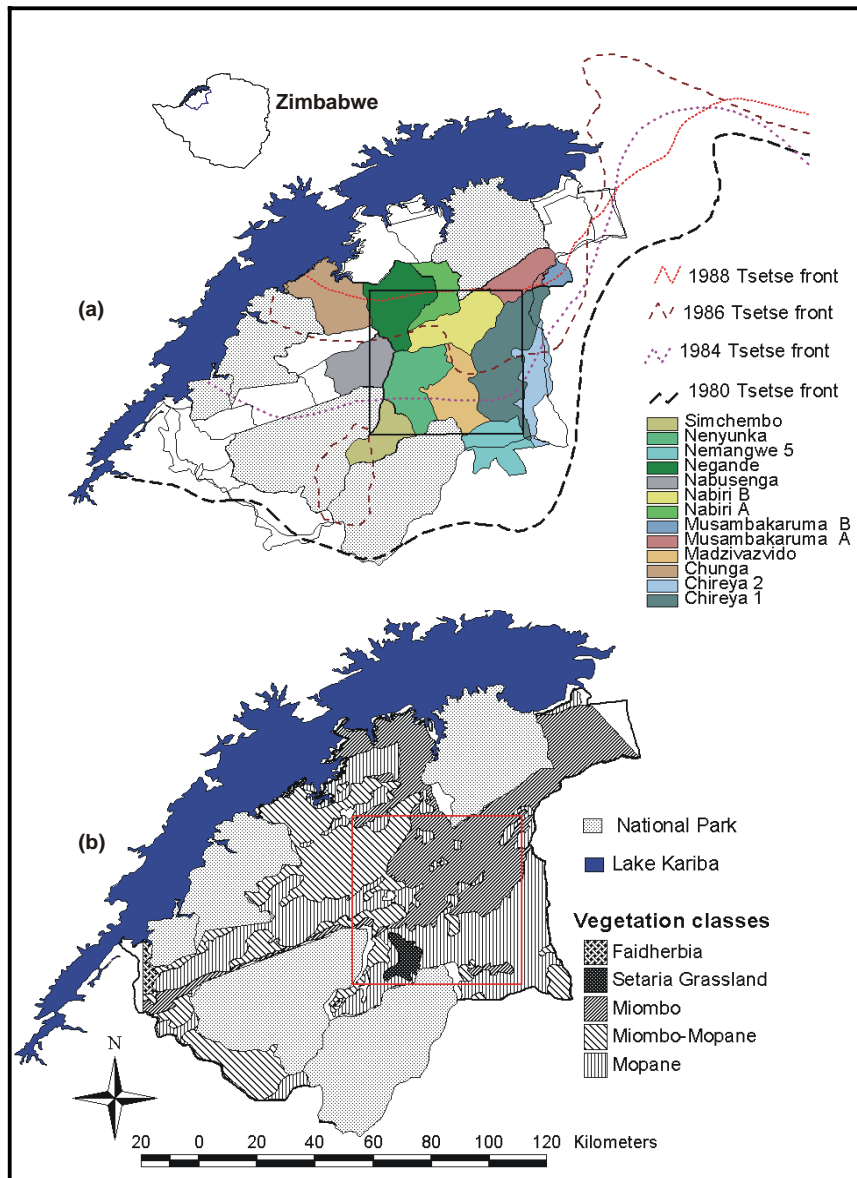 Zimbabwe
(a)
1988 Tsetse front
1986 Tsetse front
1984 Tsetse front
1980 Tsetse front
Simchembo
Nenyunka
Nemangwe 5
Negande
Nabusenga
Nabiri B
Nabiri A
Musambakaruma B
Musambakaruma A
Madzivazvido
Chunga
Chireya 2
Chireya 1
(b)
National Park
Lake Kariba
Vegetation classes
Faidherbia
Setaria Grassland
Miombo
Miombo-Mopane
Mopane
N
20 0 20 40 60 80 100 120 Kilometers